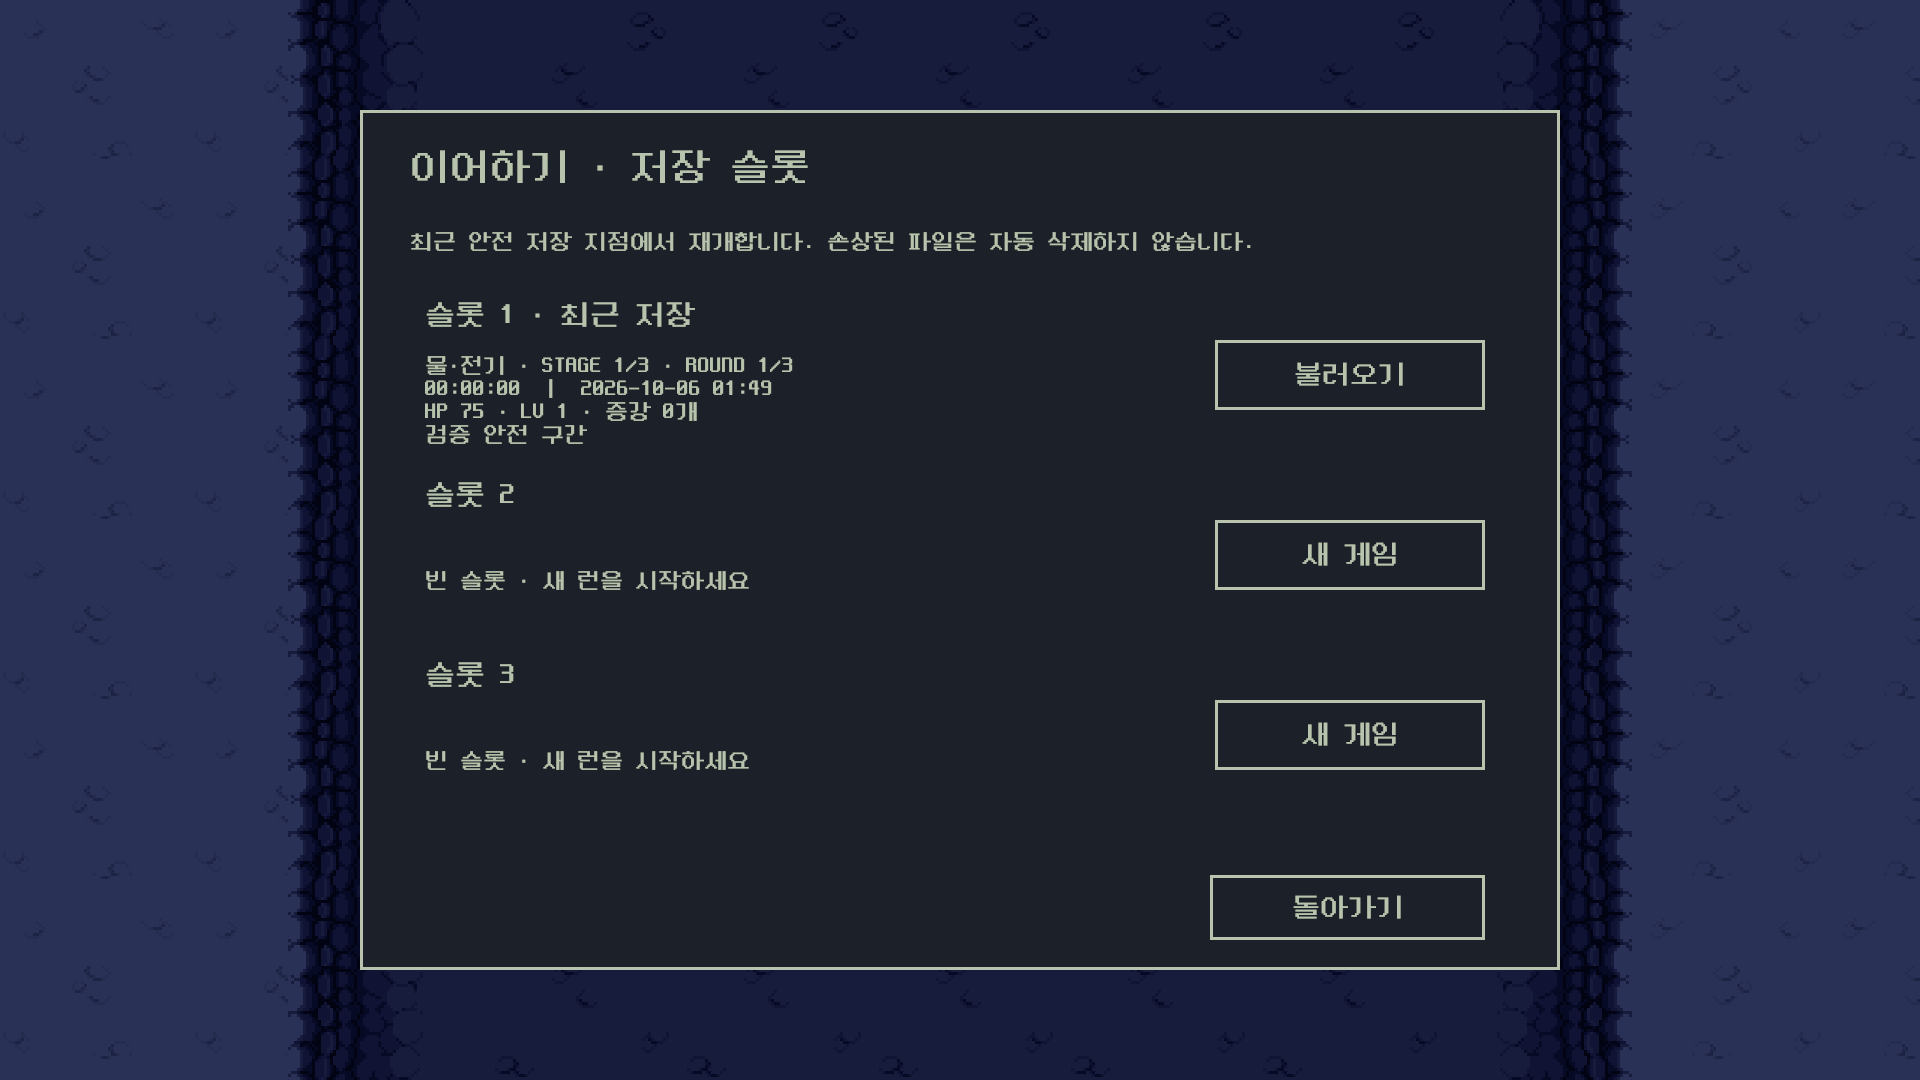 이어하기 · 저장 슬롯
최근 안전 저장 지점에서 재개합니다. 손상된 파일은 자동 삭제하지 않습니다.
슬롯 1 · 최근 저장
물·전기 · STAGE 1/3 · ROUND 1/3
00:00:00 | 2026-10-06 01:49
HP 75 · LV 1 · 증강 0개
검증 안전 구간
불러오기
슬롯 2
빈 슬롯 · 새 런을 시작하세요
새 게임
슬롯 3
빈 슬롯 · 새 런을 시작하세요
새 게임
돌아가기